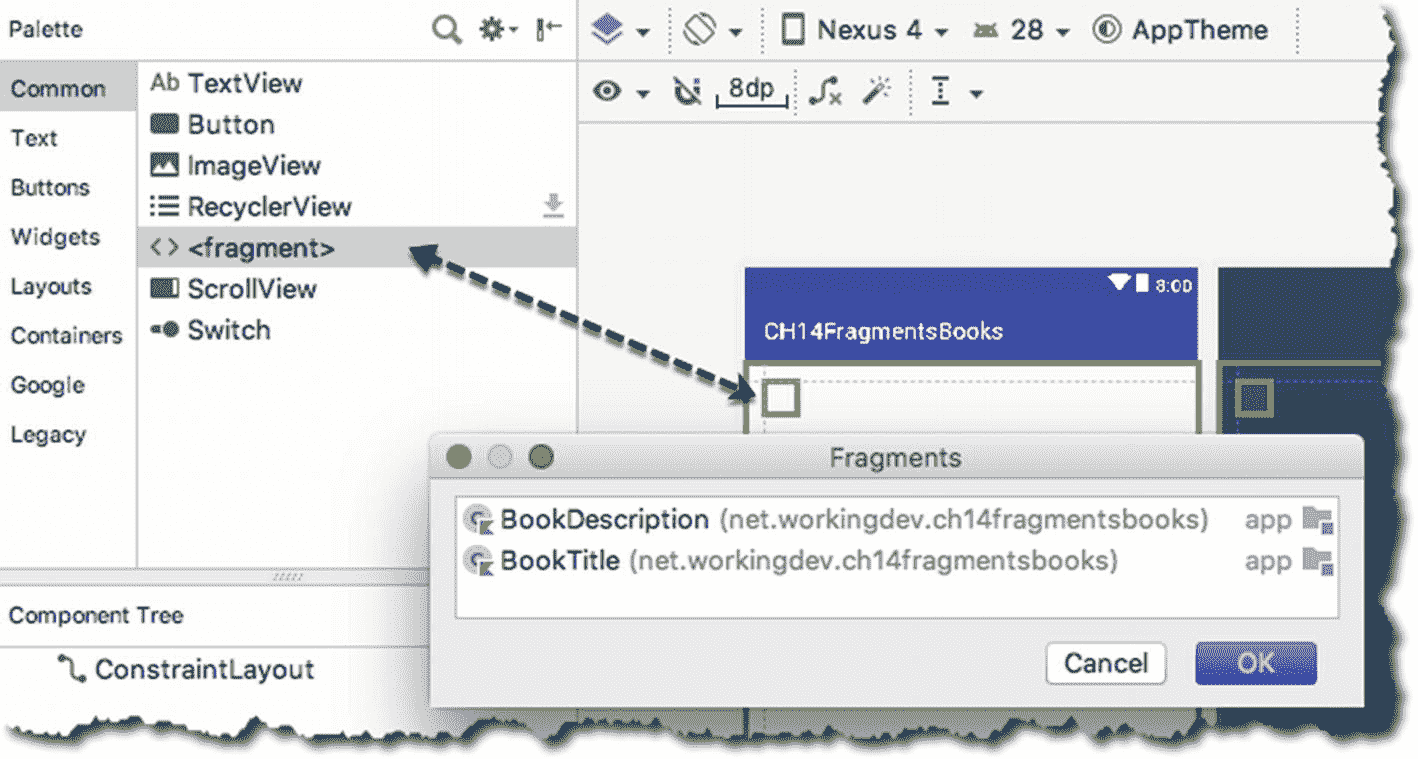 Palette
Nexus 4
28
AppTheme
Common
Text
Buttons
Widgets
Layouts
Containers
Google
Legacy
Ab TextView
Button
ImageView
RecyclerView
<> <fragment>
ScrollView
Switch
8dp
8:00
CH14FragmentsBooks
Fragments
BookDescription (net.workingdev.ch14fragmentsbooks) app
BookTitle (net.workingdev.ch14fragmentsbooks) app
Cancel
OK
Component Tree
ConstraintLayout